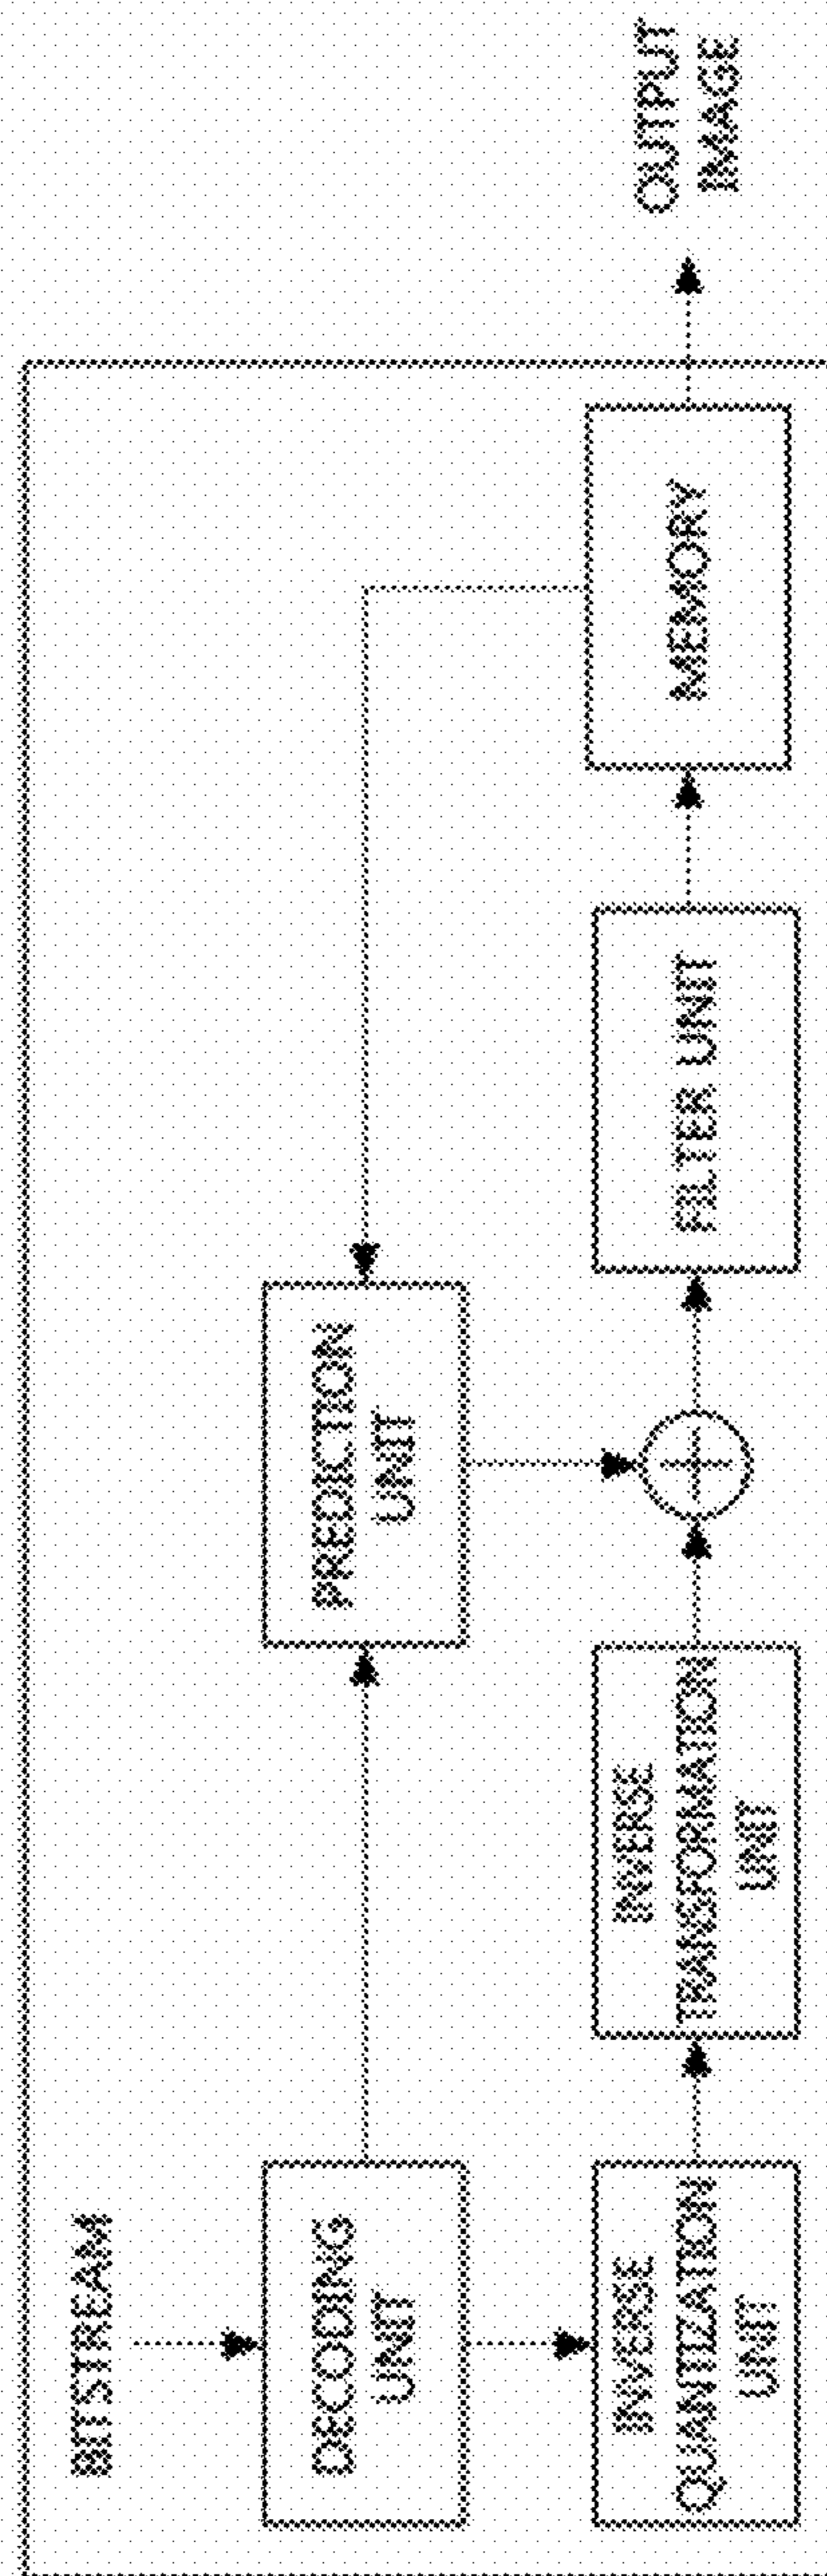 BITSTREAM
DECODING
UNIT
PREDICTION
UNIT
INVERSE
QUANTIZATION
UNIT
INVERSE
TRANSFORMATION
UNIT
FILTER UNIT
MEMORY
OUTPUT
IMAGE